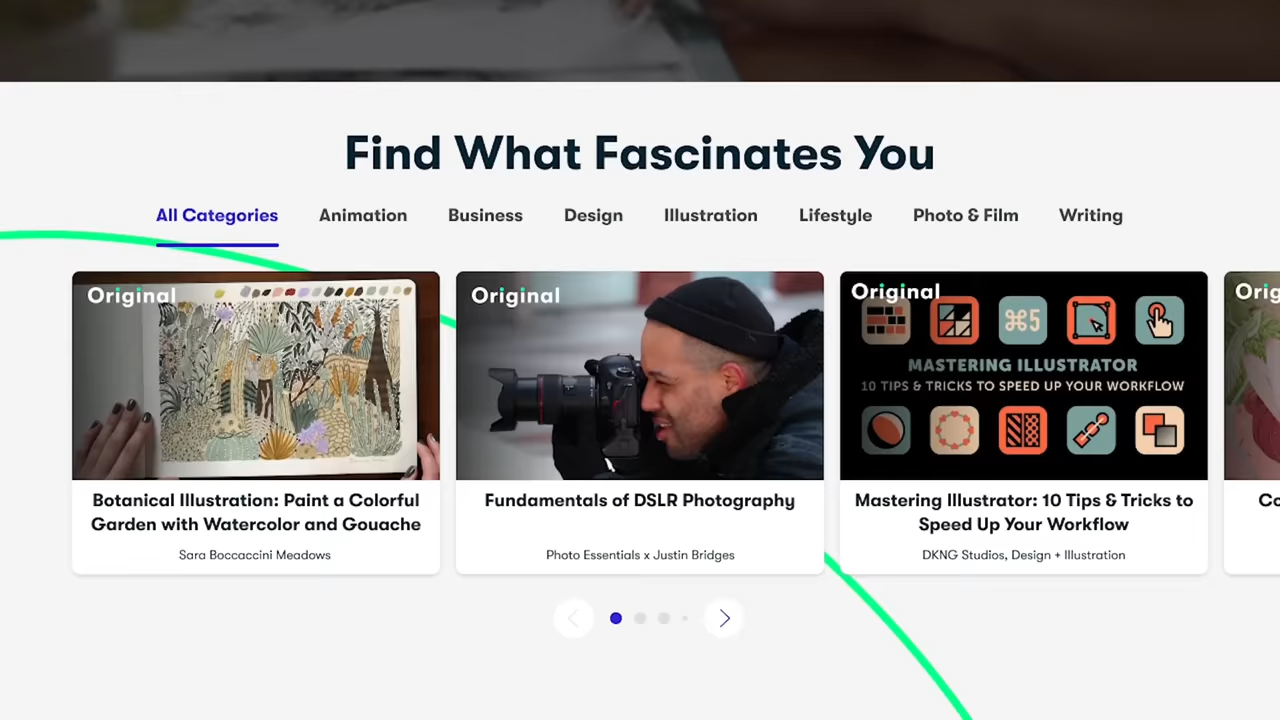 Find What Fascinates You
All Categories Animation Business Design Illustration Lifestyle Photo & Film Writing
Original
Botanical Illustration: Paint a Colorful
Garden with Watercolor and Gouache
Sara Boccaccini Meadows
Original
Fundamentals of DSLR Photography
Photo Essentials x Justin Bridges
Original
⌘5
MASTERING ILLUSTRATOR
10 TIPS & TRICKS TO SPEED UP YOUR WORKFLOW
Mastering Illustrator: 10 Tips & Tricks to
Speed Up Your Workflow
DKNG Studios, Design + Illustration